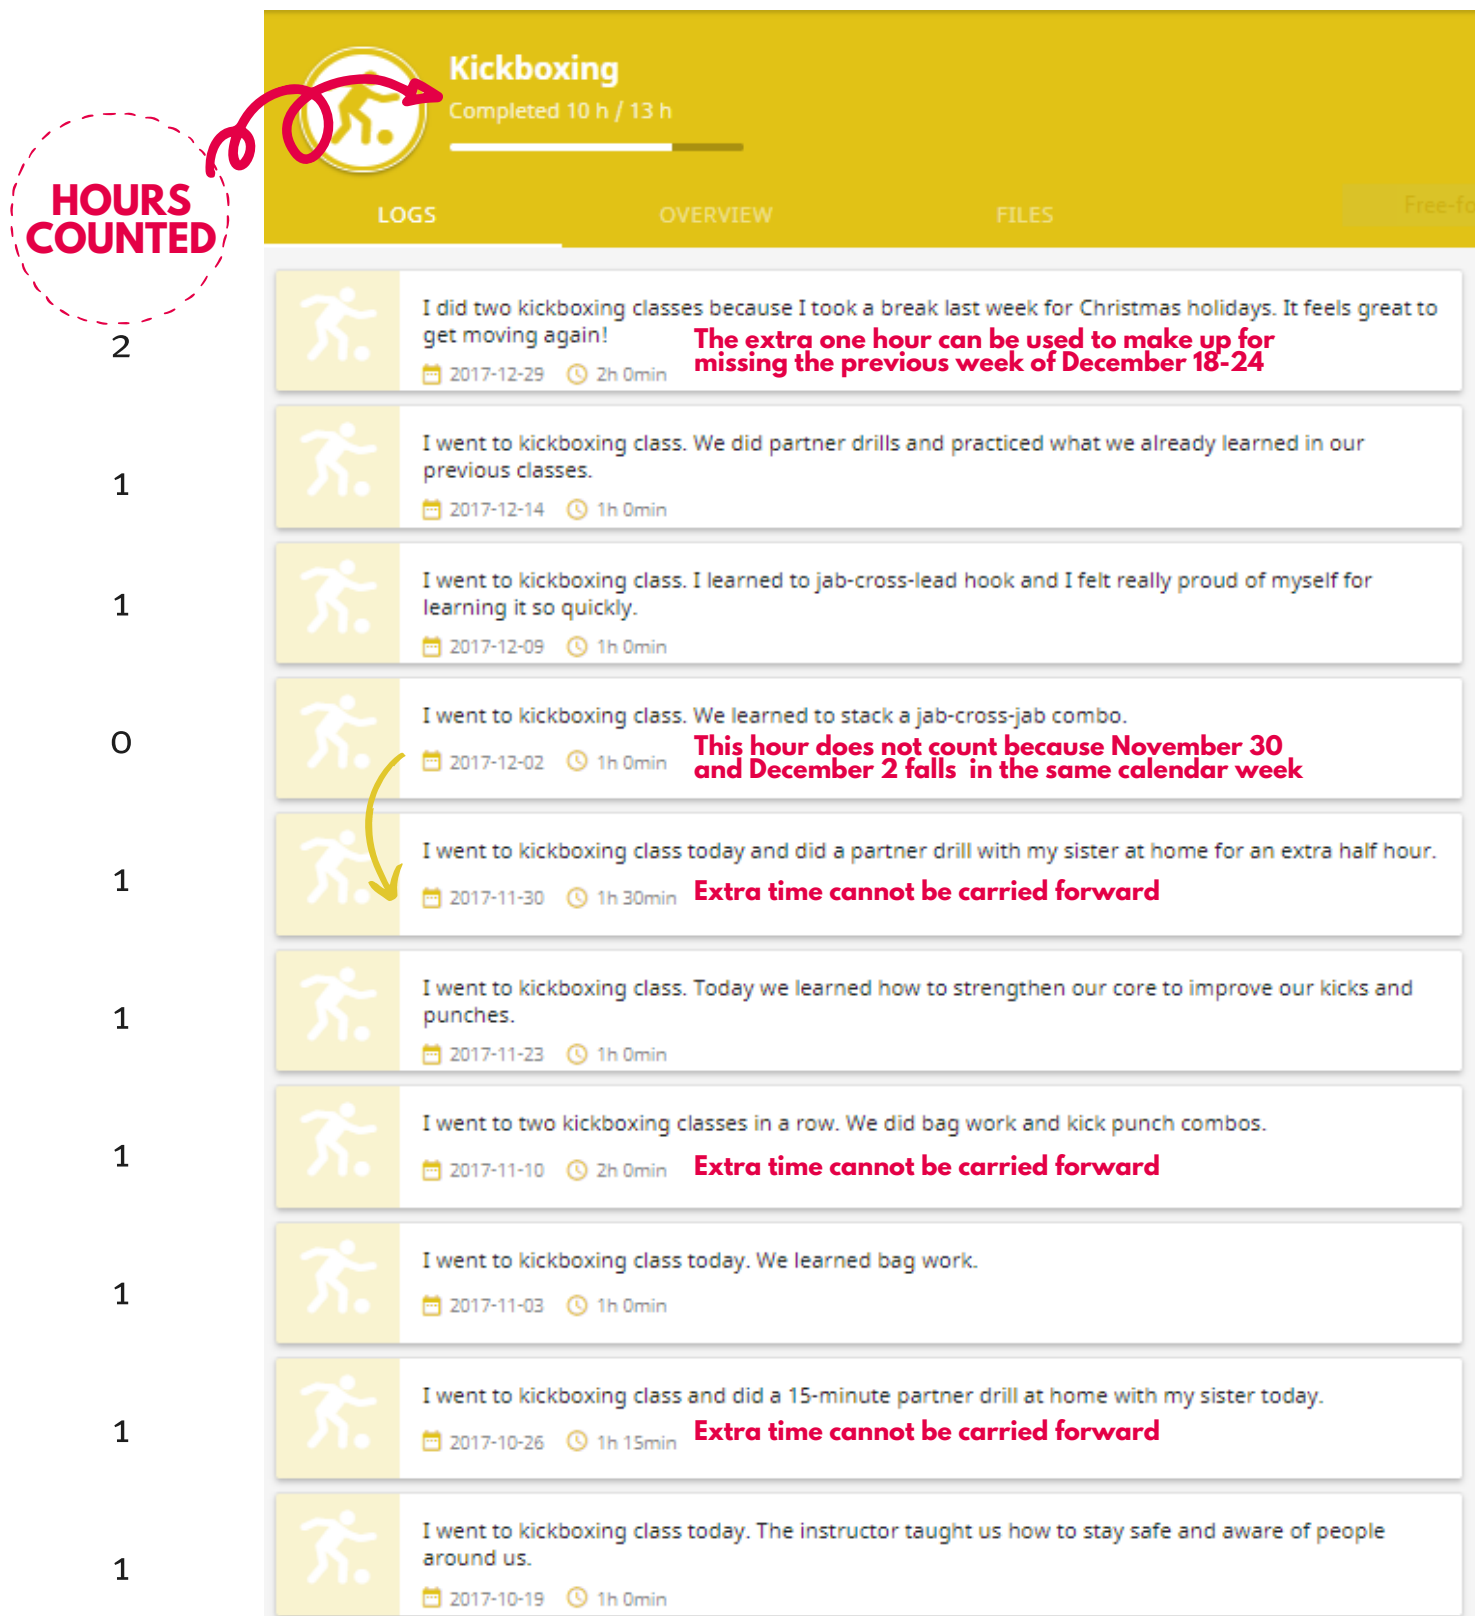 Kickboxing
Completed 10 h / 13 h
HOURS
COUNTED
LOGS
OVERVIEW
FILES
Free-fo
2
I did two kickboxing classes because I took a break last week for Christmas holidays. It feels great to
get moving again!
The extra one hour can be used to make up for
missing the previous week of December 18-24
2017-12-29 2h 0min
1
I went to kickboxing class. We did partner drills and practiced what we already learned in our
previous classes.
2017-12-14 1h 0min
1
I went to kickboxing class. I learned to jab-cross-lead hook and I felt really proud of myself for
learning it so quickly.
2017-12-09 1h 0min
0
I went to kickboxing class. We learned to stack a jab-cross-jab combo.
2017-12-02 1h 0min
This hour does not count because November 30
and December 2 falls in the same calendar week
1
I went to kickboxing class today and did a partner drill with my sister at home for an extra half hour.
2017-11-30 1h 30min Extra time cannot be carried forward
1
I went to kickboxing class. Today we learned how to strengthen our core to improve our kicks and
punches.
2017-11-23 1h 0min
1
I went to two kickboxing classes in a row. We did bag work and kick punch combos.
2017-11-10 2h 0min Extra time cannot be carried forward
1
I went to kickboxing class today. We learned bag work.
2017-11-03 1h 0min
1
I went to kickboxing class and did a 15-minute partner drill at home with my sister today.
2017-10-26 1h 15min Extra time cannot be carried forward
1
I went to kickboxing class today. The instructor taught us how to stay safe and aware of people
around us.
2017-10-19 1h 0min